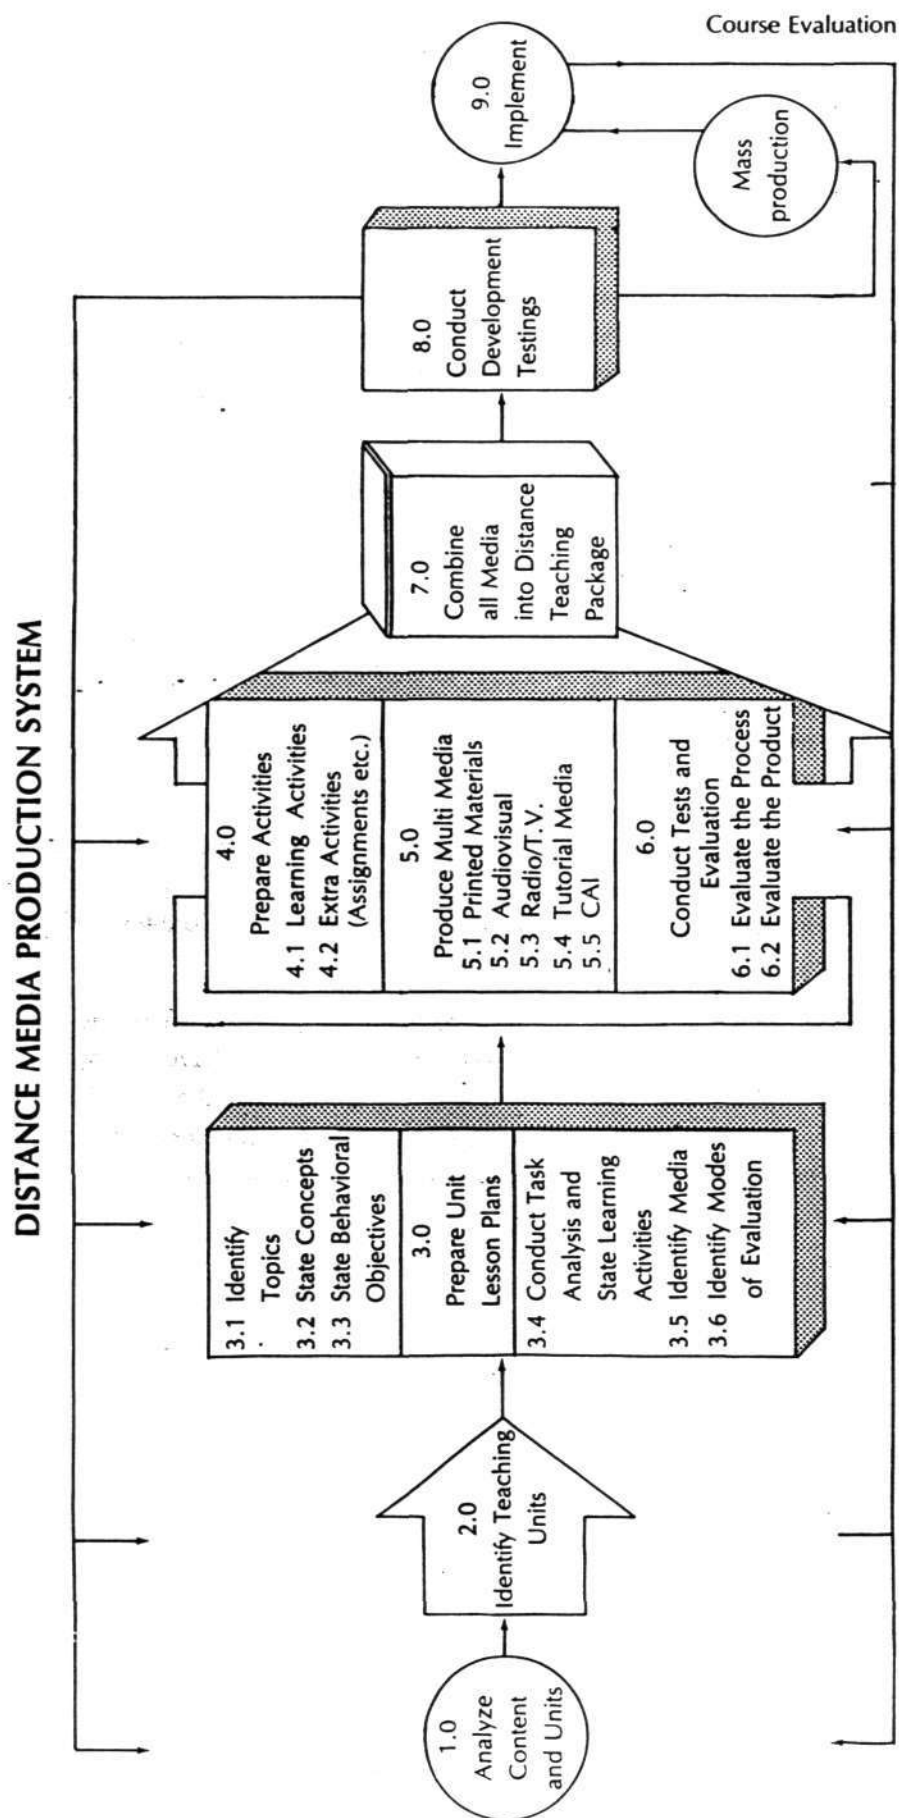 Course Evaluation
DISTANCE MEDIA PRODUCTION SYSTEM
1.0
Analyze
Content
and Units
2.0
Identify Teaching
Units
3.1 Identify
Topics
3.2 State Concepts
3.3 State Behavioral
Objectives
3.0
Prepare Unit
Lesson Plans
3.4 Conduct Task
Analysis and
State Learning
Activities
3.5 Identify Media
3.6 Identify Modes
of Evaluation
4.0
Prepare Activities
4.1 Learning Activities
4.2 Extra Activities
(Assignments etc.)
5.0
Produce Multi Media
5.1 Printed Materials
5.2 Audiovisual
5.3 Radio/T.V.
5.4 Tutorial Media
5.5 CAI
6.0
Conduct Tests and
Evaluation
6.1 Evaluate the Process
6.2 Evaluate the Product
7.0
Combine
all Media
into Distance
Teaching
Package
8.0
Conduct
Development
Testings
9.0
Implement
Mass
production